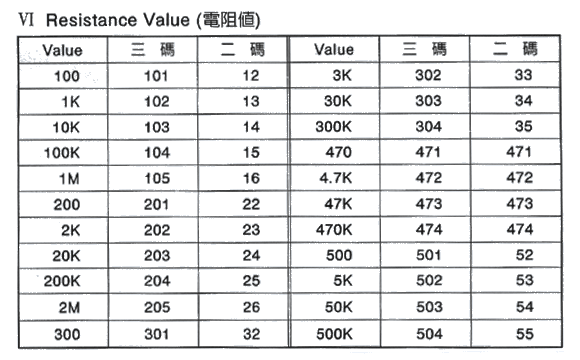 VI Resistance Value (電阻値)
Value 三 碼 二 碼 Value 三 碼 二 碼
100 101 12 3K 302 33
1K 102 13 30K 303 34
10K 103 14 300K 304 35
100K 104 15 470 471 471
1M 105 16 4.7K 472 472
200 201 22 47K 473 473
2K 202 23 470K 474 474
20K 203 24 500 501 52
200K 204 25 5K 502 53
2M 205 26 50K 503 54
300 301 32 500K 504 55